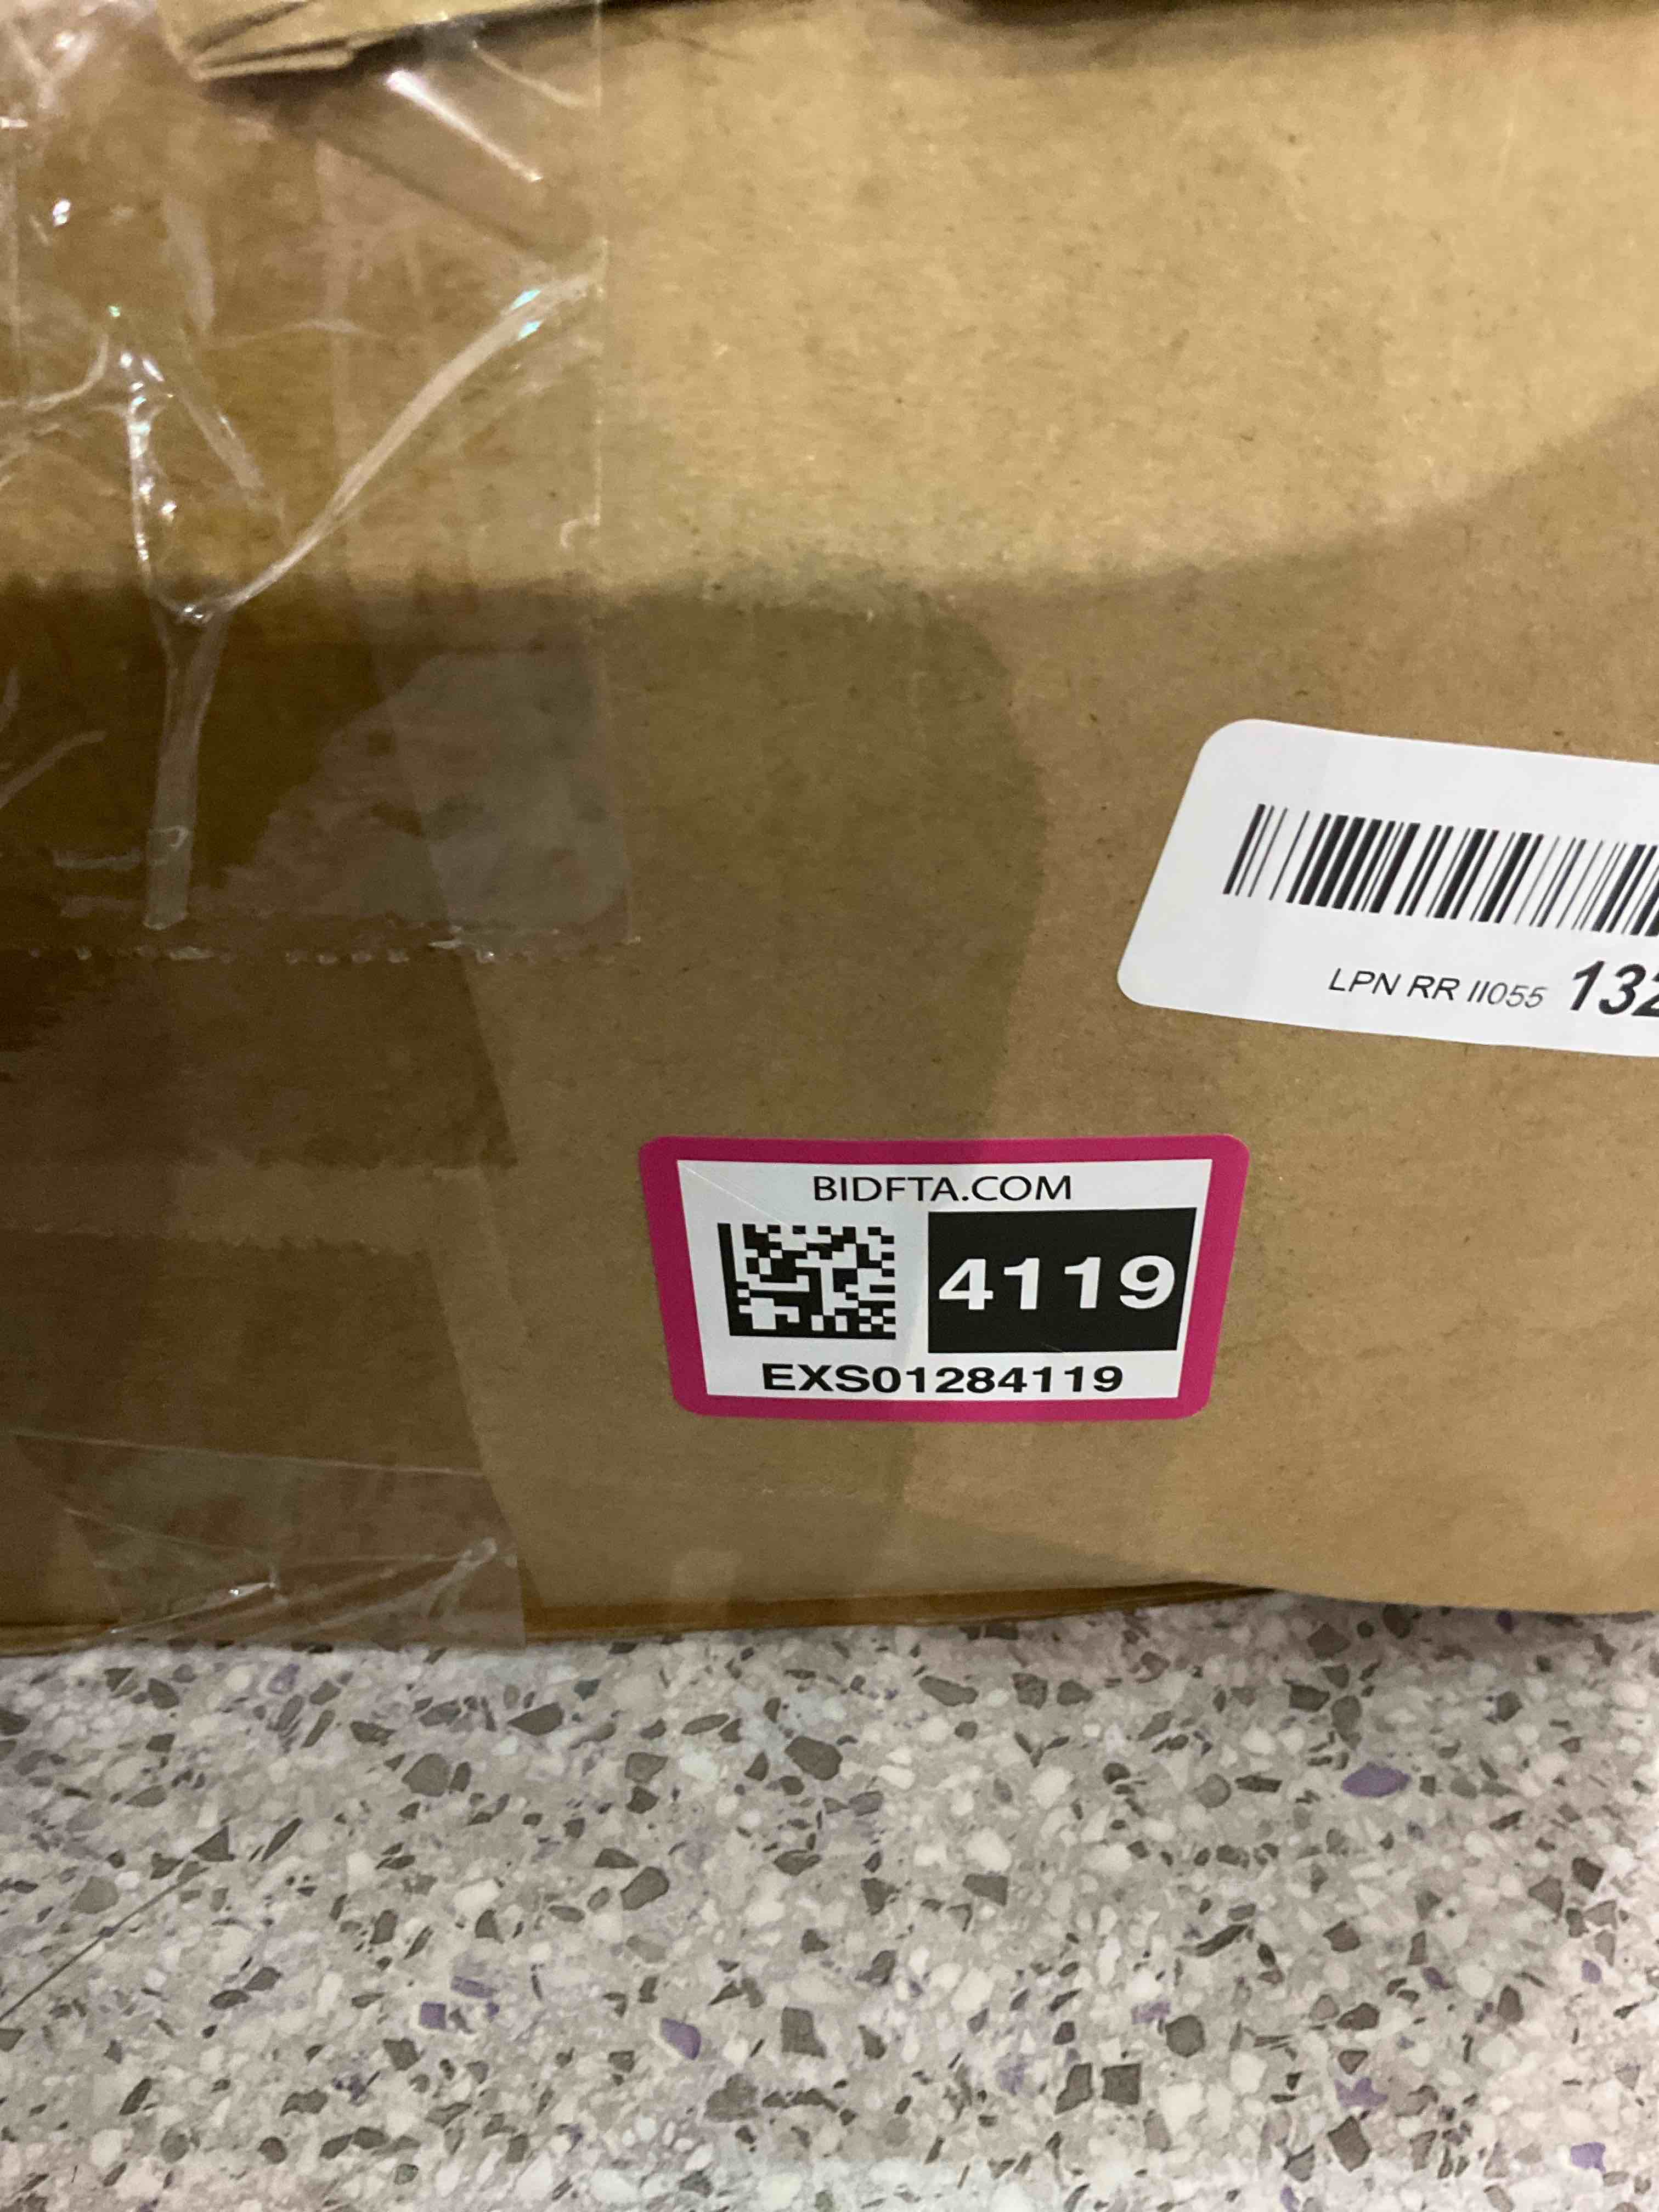 LPN RR II055 132
BIDFTA.COM
4119
EXS01284119